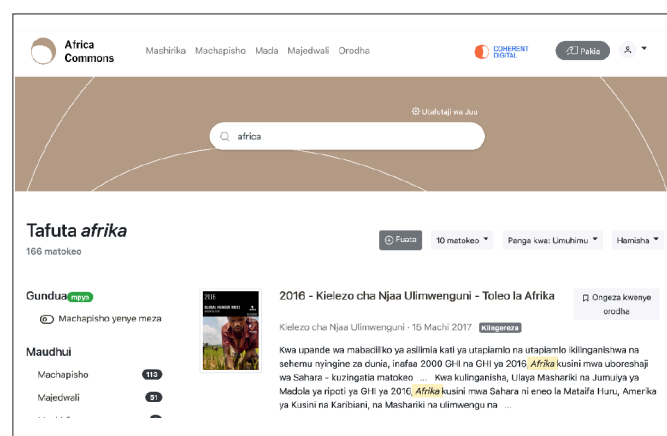 Africa
Commons
Mashirika Machapisho Mada Majedwali Orodha
COHERENT
DIGITAL
Pakia
Utafutaji wa Juu
africa
Tafuta afrika
166 matokeo
Fuata
10 matokeo
Panga kwa: Umuhimu
Hamisha
Gundua mpya
Machapisho yenye meza
Maudhui
Machapisho 113
Majedwali 51
2016
GLOBAL HUNGER INDEX
2016 - Kielezo cha Njaa Ulimwenguni - Toleo la Afrika
Ongeza kwenye
orodha
Kielezo cha Njaa Ulimwenguni · 15 Machi 2017 Kiingereza
Kwa upande wa mabadiliko ya asilimia kati ya utapiamlo na utapiamlo ikilinganishwa na
sehemu nyingine za dunia, inafaa 2000 GHI na GHI ya 2016 Afrika kusini mwa uboreshaji
wa Sahara - kuzingatia matokeo ... Kwa kulinganisha, Ulaya Mashariki na Jumuiya ya
Madola ya ripoti ya GHI ya 2016, Afrika kusini mwa Sahara ni eneo la Mataifa Huru, Amerika
ya Kusini na Karibiani, na Mashariki na ulimwengu na ...